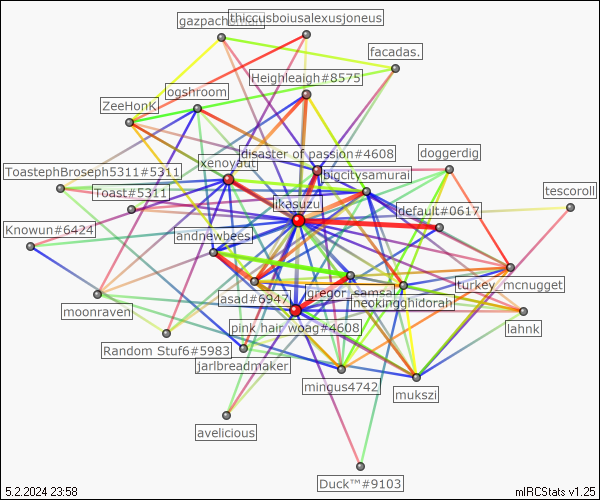 gazpachoman
thiccusboiusalexusjoneus
facadas.
Heighleaigh#8575
ogshroom
ZeeHonK
disaster of passion#4608
doggerdig
xenoyaut
ToastephBroseph5311#5311
bigcitysamurai
Toast#5311
tescoroll
ikasuzu
default#0617
Knowun#6424
andnewbees
turkey__mcnugget
asad#6947
gregor_samsa
neokingghidorah
moonraven
pink hair woag#4608
lahnk
Random Stuf6#5983
jarlbreadmaker
mingus4742
mukszi
avelicious
Duck™#9103
5.2.2024 23:58
mIRCStats v1.25